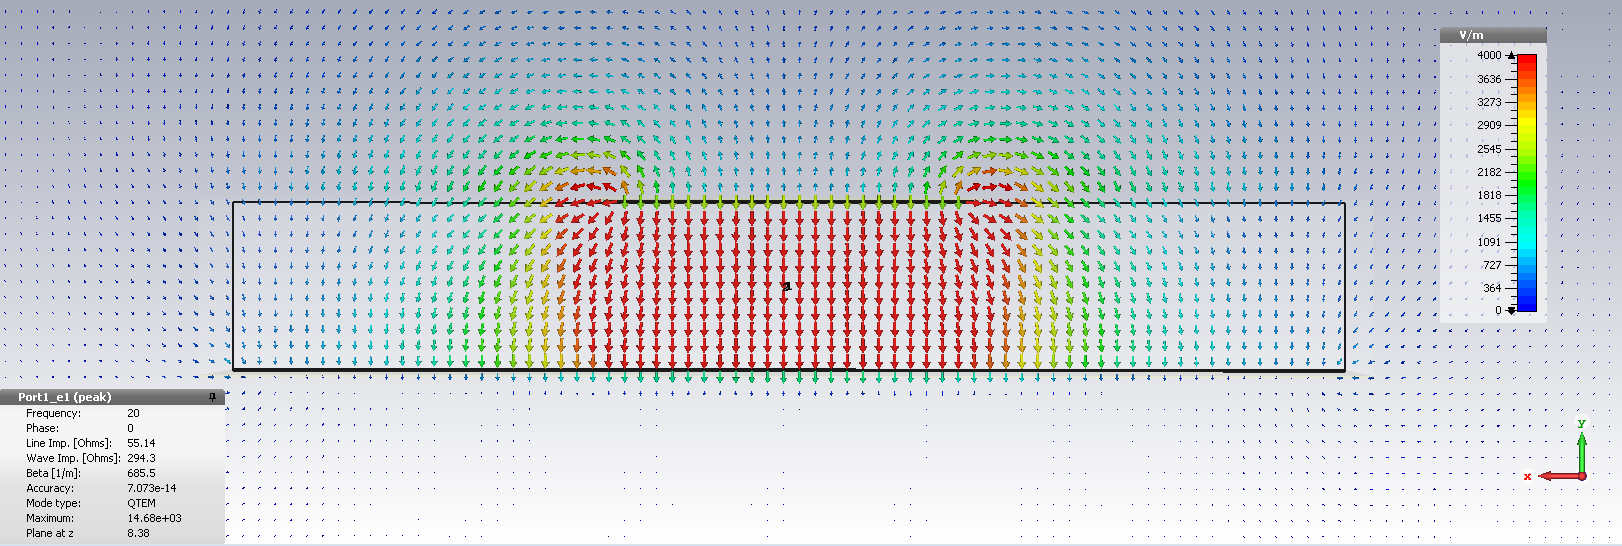 V/m
4000
3636
3273
2909
2545
2182
1818
1455
1091
727
364
0
1
Port1_e1 (peak)
Frequency: 20
Phase: 0
Line Imp. [Ohms]: 55.14
Wave Imp. [Ohms]: 294.3
Beta [1/m]: 685.5
Accuracy: 7.073e-14
Mode type: QTEM
Maximum: 14.68e+03
Plane at z 8.38
y
x